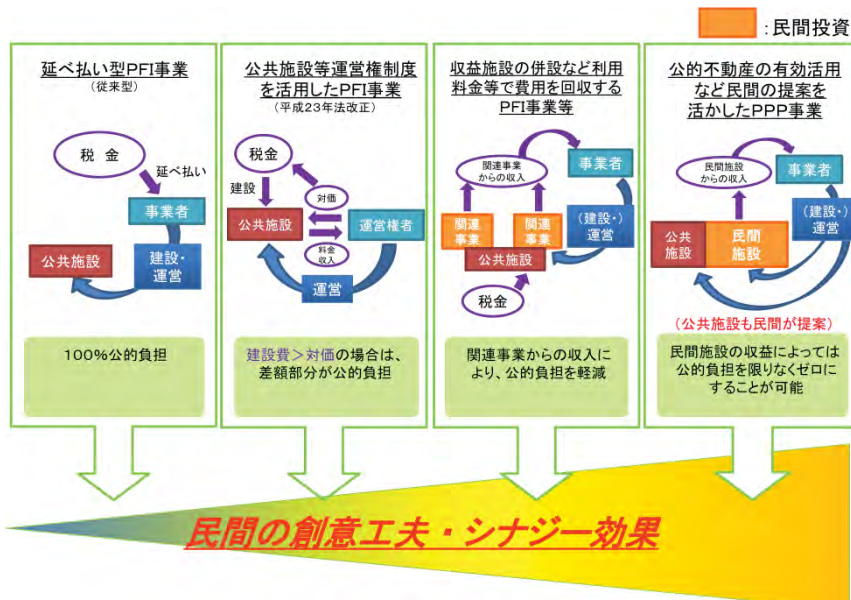 ：民間投資
延べ払い型PFI事業
（従来型）
税 金
延べ払い
事業者
公共施設
建設・
運営
100%公的負担
公共施設等運営権制度
を活用したPFI事業
（平成23年法改正）
税金
建設
対価
公共施設
運営権者
料金
収入
運営
建設費＞対価の場合は、
差額部分が公的負担
収益施設の併設など利用
料金等で費用を回収する
PFI事業等
関連事業
からの収入
事業者
関連
事業
関連
事業
（建設・）
運営
公共施設
税金
関連事業からの収入に
より、公的負担を軽減
公的不動産の有効活用
など民間の提案を
活かしたPPP事業
民間施設
からの収入
事業者
公共
施設
民間
施設
（建設・）
運営
（公共施設も民間が提案）
民間施設の収益によっては
公的負担を限りなくゼロに
することが可能
民間の創意工夫・シナジー効果